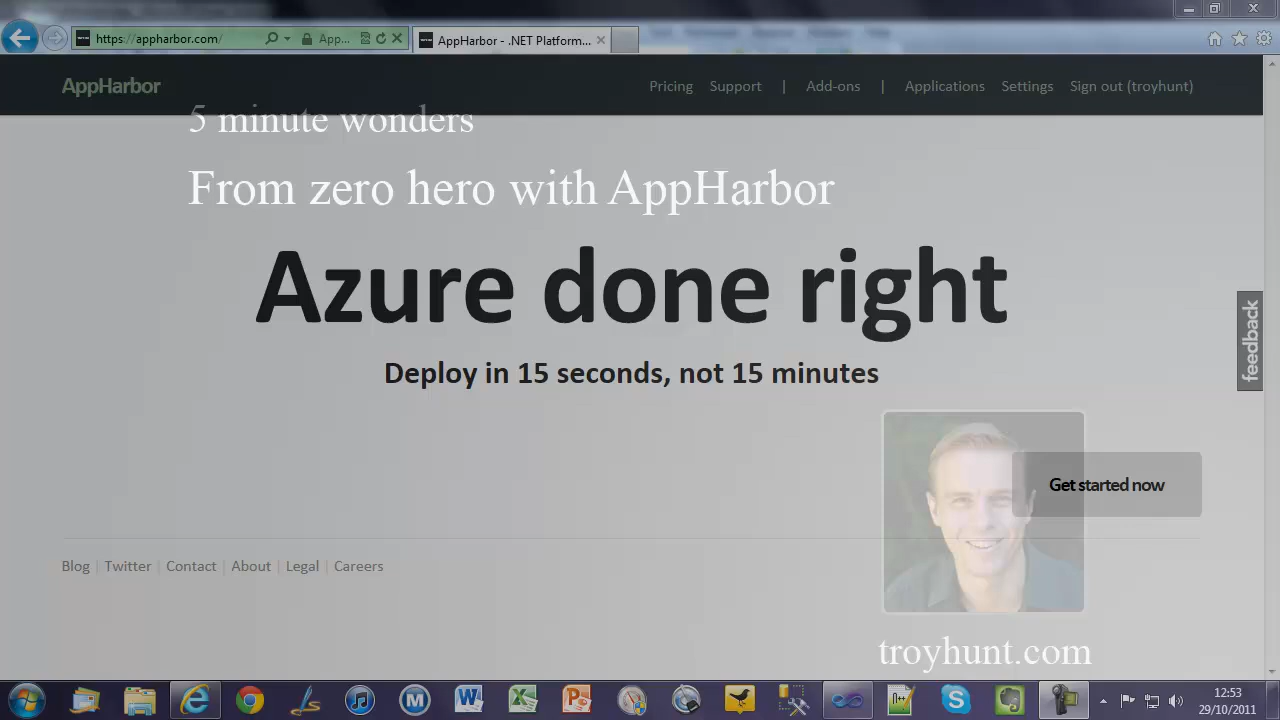 https://appharbor.com/
App...
AppHarbor - .NET Platform...
AppHarbor
Pricing Support | Add-ons | Applications Settings Sign out (troyhunt)
5 minute wonders
From zero hero with AppHarbor
Azure done right
Deploy in 15 seconds, not 15 minutes
feedback
Get started now
Blog | Twitter | Contact | About | Legal | Careers
troyhunt.com
12:53
29/10/2011